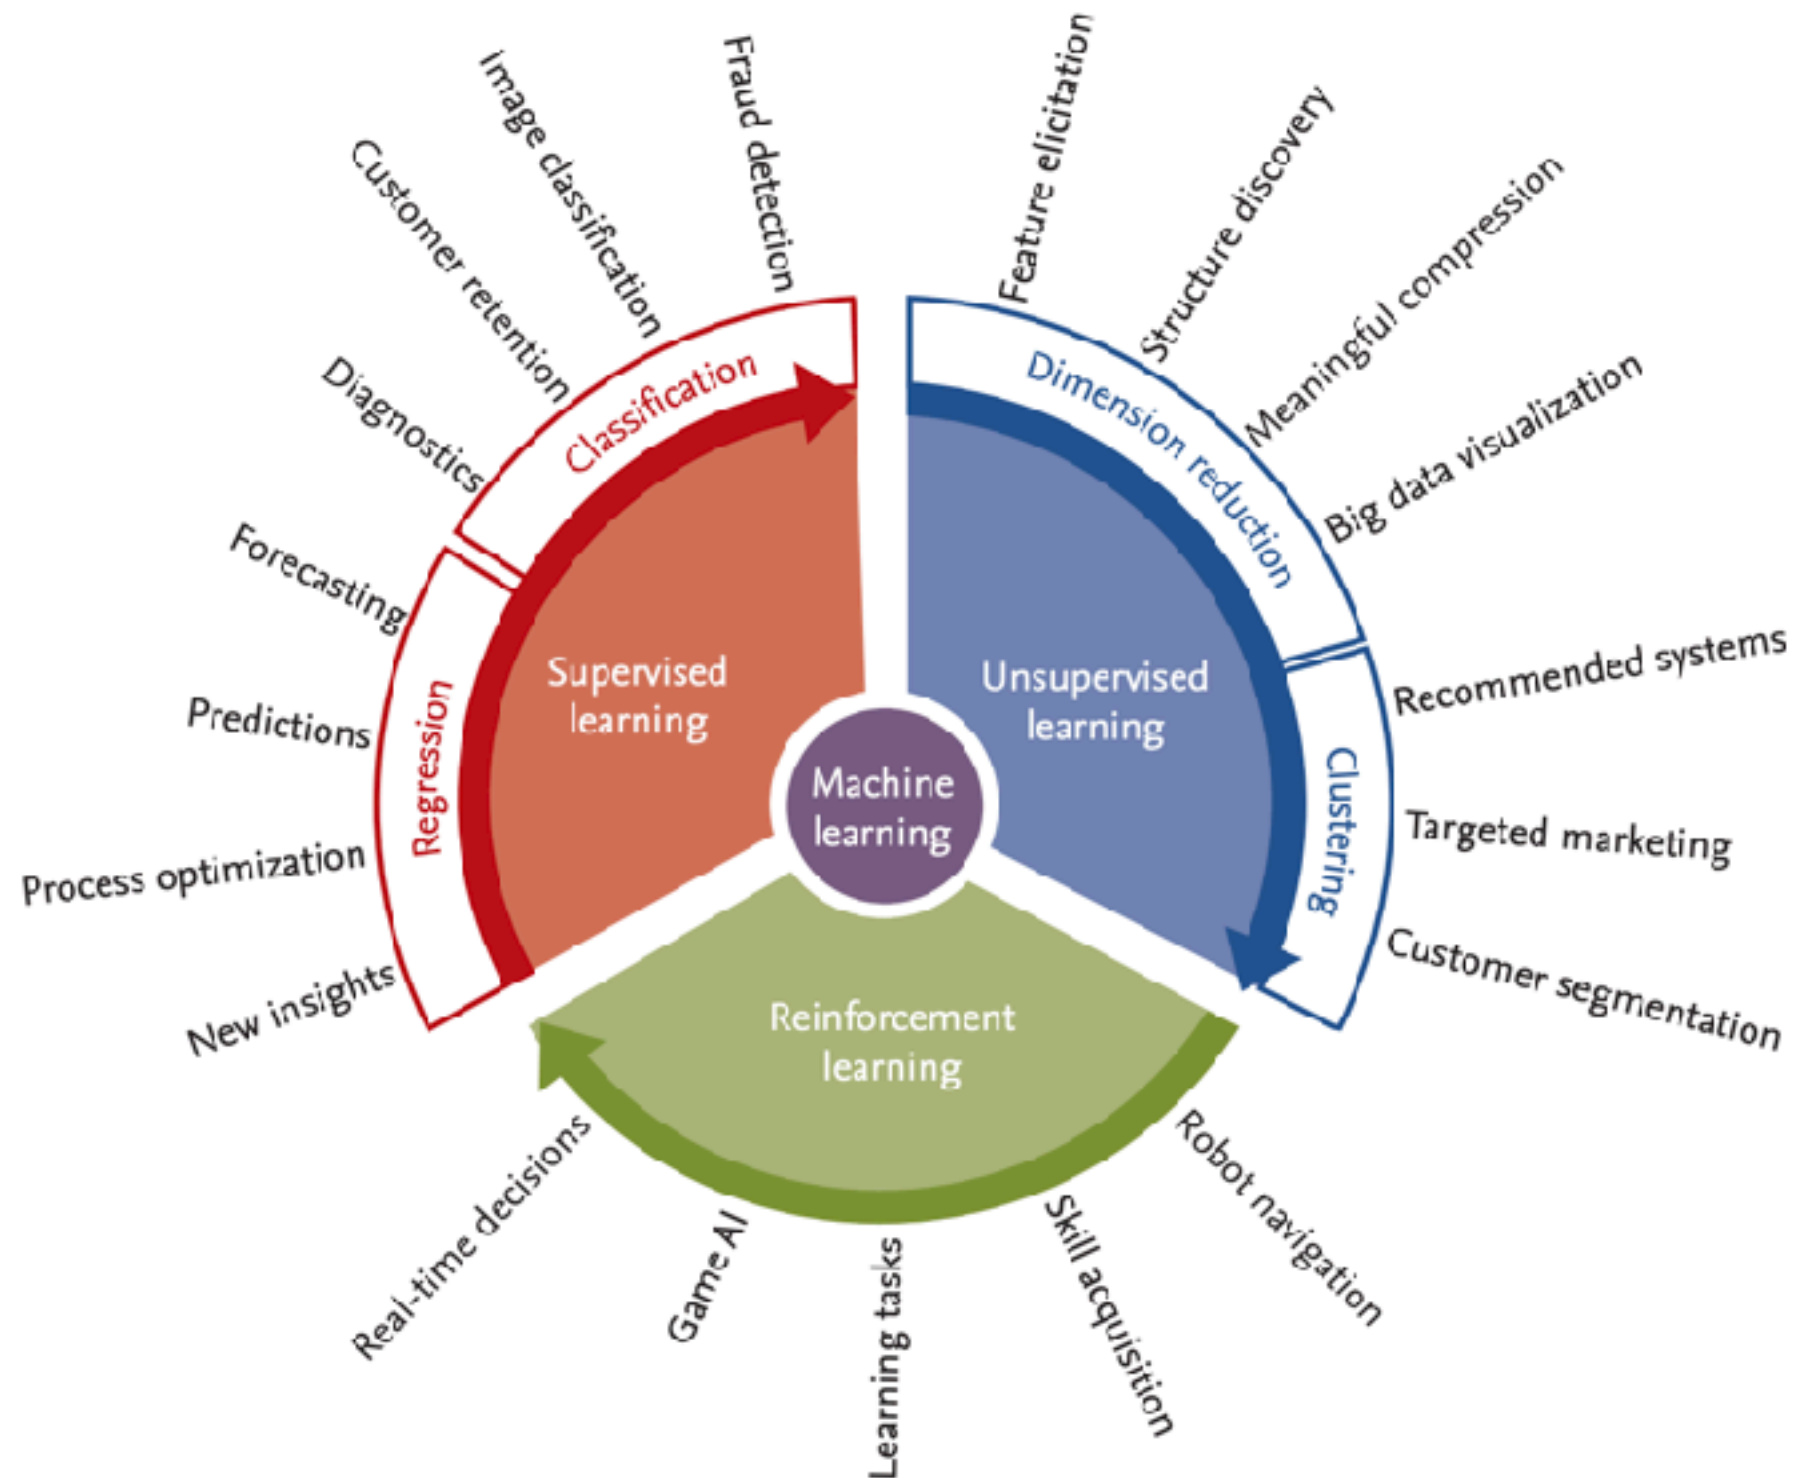 Fraud detection
Image classification
Customer retention
Diagnostics
Classification
Forecasting
Predictions
Process optimization
New insights
Regression
Supervised
learning
Feature elicitation
Structure discovery
Meaningful compression
Big data visualization
Dimension reduction
Recommended systems
Targeted marketing
Customer segmentation
Clustering
Unsupervised
learning
Machine
learning
Reinforcement
learning
Real-time decisions
Game AI
Learning tasks
Skill acquisition
Robot navigation